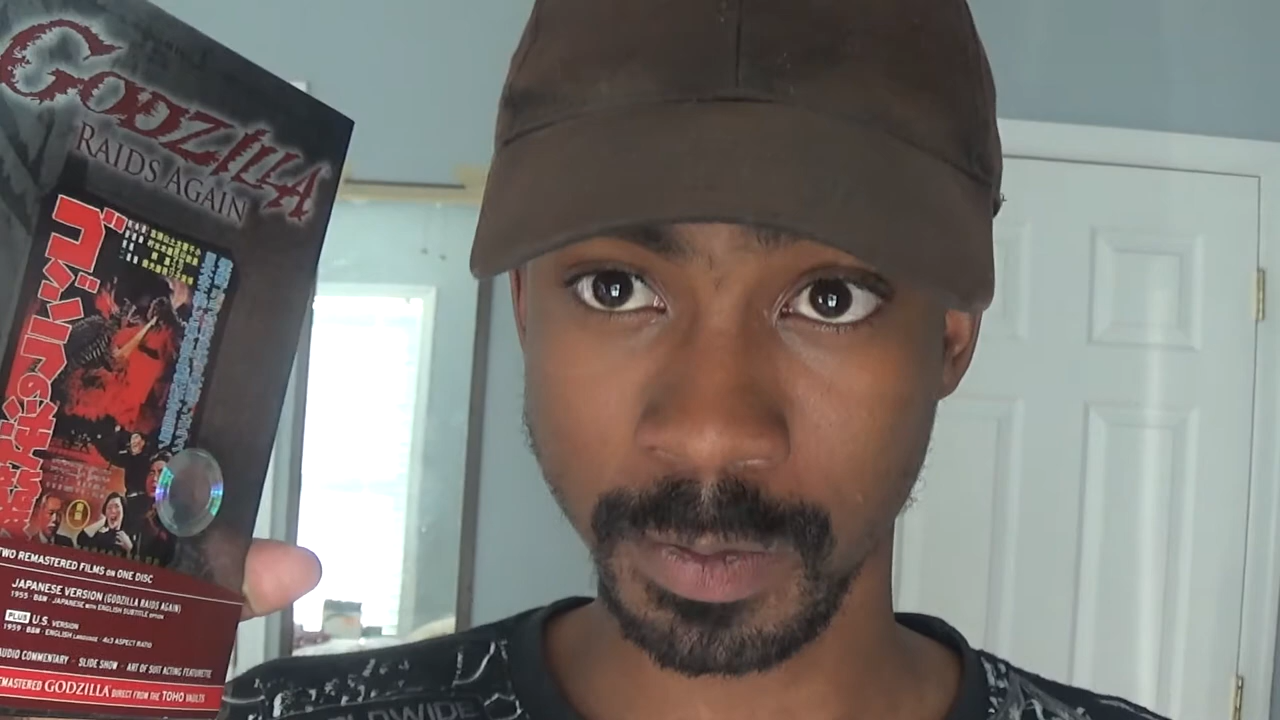 GODZILLA
RAIDS AGAIN
ゴジラの逆襲
TWO REMASTERED FILMS ON ONE DISC
JAPANESE VERSION (GODZILLA RAIDS AGAIN)
1955 · B&W · JAPANESE WITH ENGLISH SUBTITLE OPTION
PLUS U.S. VERSION
1959 · B&W · ENGLISH LANGUAGE · 4x3 ASPECT RATIO
AUDIO COMMENTARY · SLIDE SHOW · ART OF SUIT ACTING FEATURETTE
REMASTERED GODZILLA DIRECT FROM THE TOHO VAULTS
LDWIDE